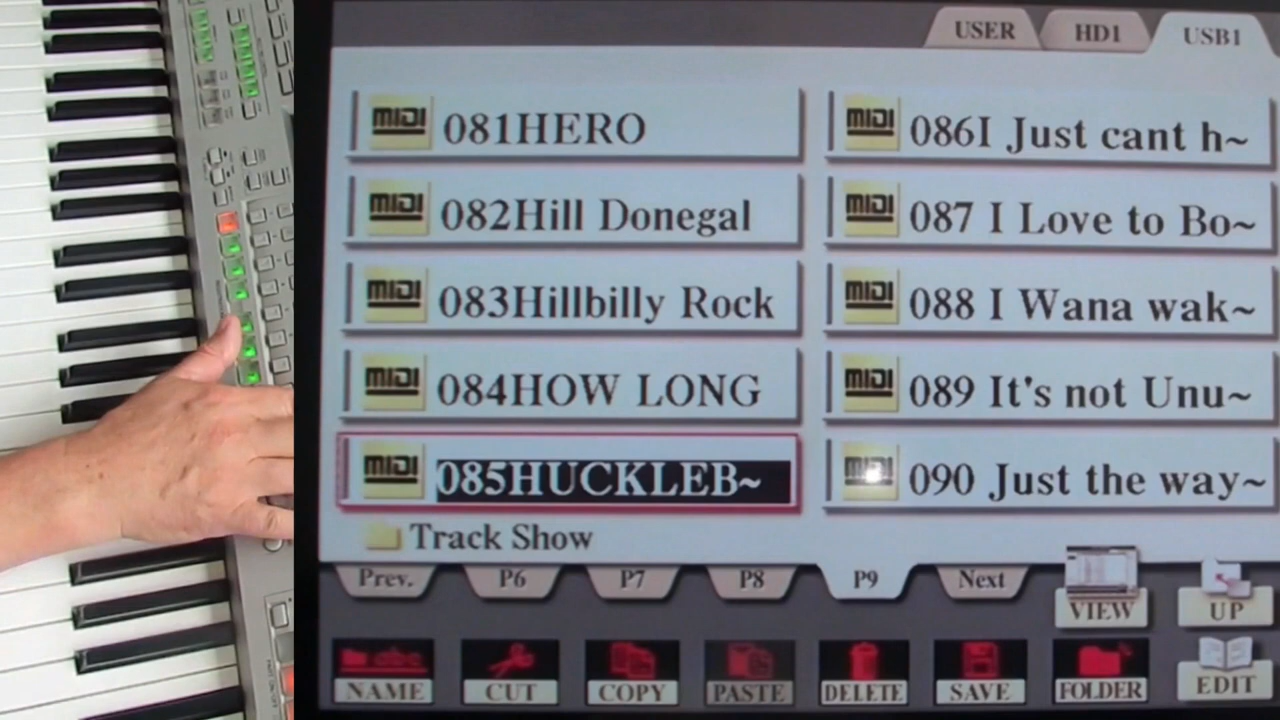 USER
HD1
USB1
MIDI 081HERO
MIDI 082Hill Donegal
MIDI 083Hillbilly Rock
MIDI 084HOW LONG
MIDI 085HUCKLEB~
MIDI 086I Just cant h~
MIDI 087 I Love to Bo~
MIDI 088 I Wana wak~
MIDI 089 It's not Unu~
MIDI 090 Just the way~
Track Show
Prev.
P6
P7
P8
P9
Next
VIEW
UP
NAME
CUT
COPY
PASTE
DELETE
SAVE
FOLDER
EDIT